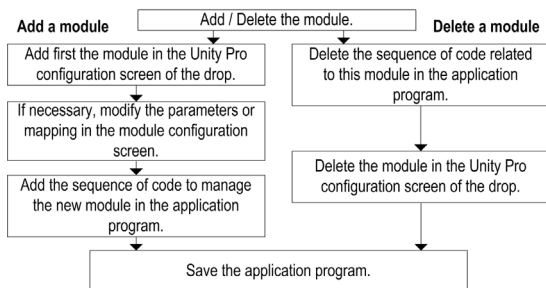 Add a module
Add / Delete the module.
Delete a module
Add first the module in the Unity Pro
configuration screen of the drop.
If necessary, modify the parameters or
mapping in the module configuration
screen.
Add the sequence of code to manage
the new module in the application
program.
Delete the sequence of code related
to this module in the application
program.
Delete the module in the Unity Pro
configuration screen of the drop.
Save the application program.